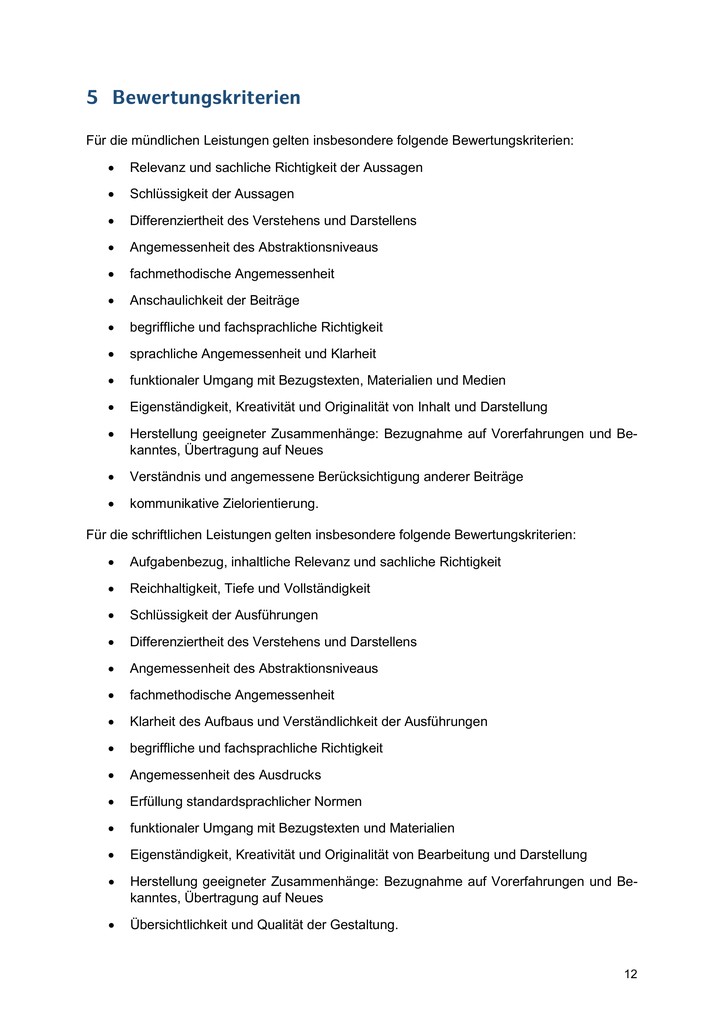 5 Bewertungskriterien
Für die mündlichen Leistungen gelten insbesondere folgende Bewertungskriterien:
• Relevanz und sachliche Richtigkeit der Aussagen
• Schlüssigkeit der Aussagen
• Differenziertheit des Verstehens und Darstellens
• Angemessenheit des Abstraktionsniveaus
• fachmethodische Angemessenheit
• Anschaulichkeit der Beiträge
• begriffliche und fachsprachliche Richtigkeit
• sprachliche Angemessenheit und Klarheit
• funktionaler Umgang mit Bezugstexten, Materialien und Medien
• Eigenständigkeit, Kreativität und Originalität von Inhalt und Darstellung
• Herstellung geeigneter Zusammenhänge: Bezugnahme auf Vorerfahrungen und Be-
kanntes, Übertragung auf Neues
• Verständnis und angemessene Berücksichtigung anderer Beiträge
• kommunikative Zielorientierung.
Für die schriftlichen Leistungen gelten insbesondere folgende Bewertungskriterien:
• Aufgabenbezug, inhaltliche Relevanz und sachliche Richtigkeit
• Reichhaltigkeit, Tiefe und Vollständigkeit
• Schlüssigkeit der Ausführungen
• Differenziertheit des Verstehens und Darstellens
• Angemessenheit des Abstraktionsniveaus
• fachmethodische Angemessenheit
• Klarheit des Aufbaus und Verständlichkeit der Ausführungen
• begriffliche und fachsprachliche Richtigkeit
• Angemessenheit des Ausdrucks
• Erfüllung standardsprachlicher Normen
• funktionaler Umgang mit Bezugstexten und Materialien
• Eigenständigkeit, Kreativität und Originalität von Bearbeitung und Darstellung
• Herstellung geeigneter Zusammenhänge: Bezugnahme auf Vorerfahrungen und Be-
kanntes, Übertragung auf Neues
• Übersichtlichkeit und Qualität der Gestaltung.
12